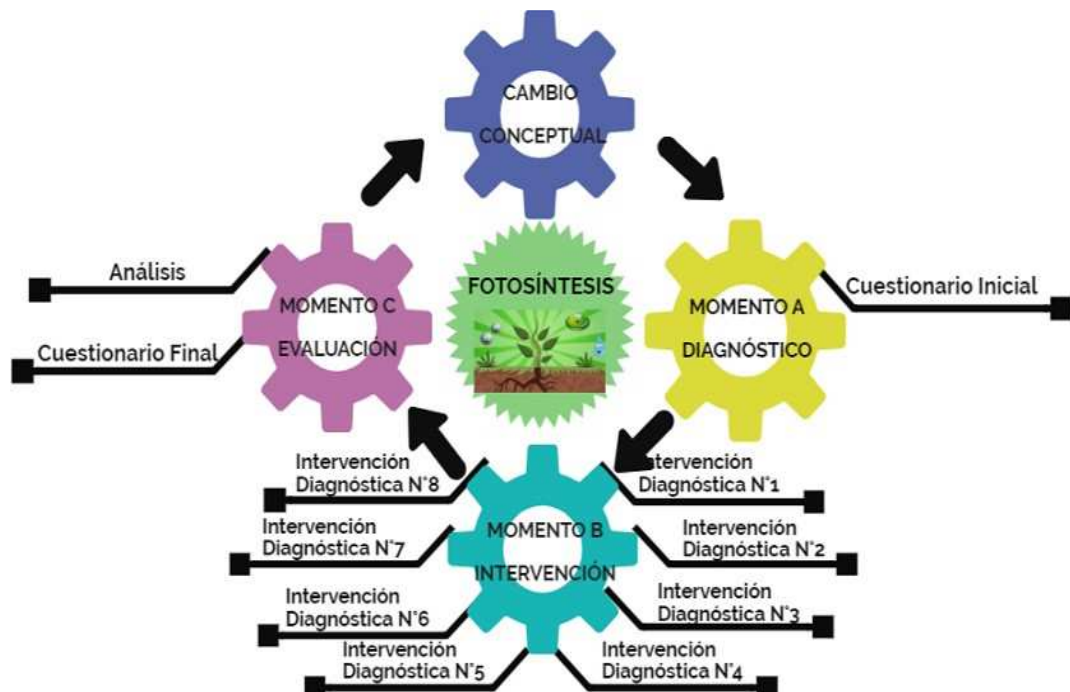 CAMBIO
CONCEPTUAL
Análisis
Cuestionario Final
MOMENTO C
EVALUACIÓN
FOTOSÍNTESIS
MOMENTO A
DIAGNÓSTICO
Cuestionario Inicial
MOMENTO B
INTERVENCIÓN
Intervención
Diagnóstica N°1
Intervención
Diagnóstica N°2
Intervención
Diagnóstica N°3
Intervención
Diagnóstica N°4
Intervención
Diagnóstica N°5
Intervención
Diagnóstica N°6
Intervención
Diagnóstica N°7
Intervención
Diagnóstica N°8